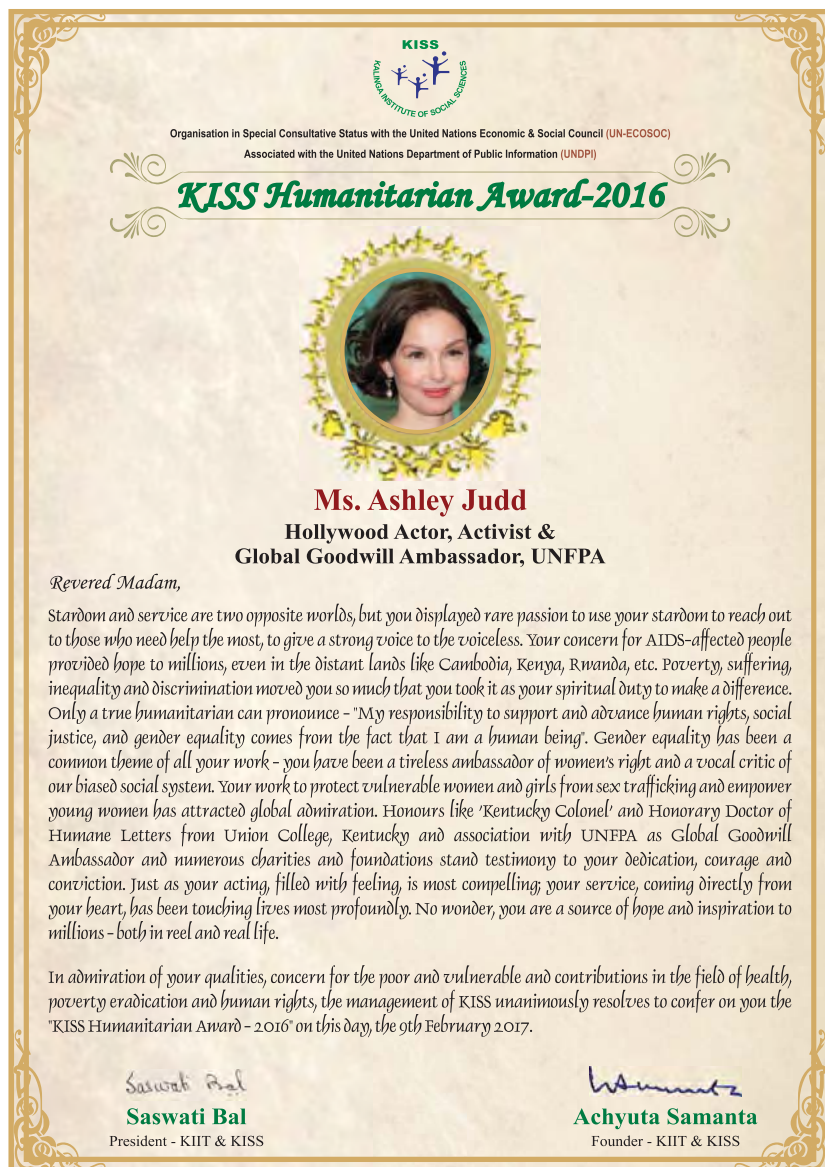 KISS
KALINGA INSTITUTE OF SOCIAL SCIENCES
Organisation in Special Consultative Status with the United Nations Economic & Social Council (UN-ECOSOC)
Associated with the United Nations Department of Public Information (UNDPI)
KISS Humanitarian Award-2016
Ms. Ashley Judd
Hollywood Actor, Activist &
Global Goodwill Ambassador, UNFPA
Revered Madam,
Stardom and service are two opposite worlds, but you displayed rare passion to use your stardom to reach out
to those who need help the most, to give a strong voice to the voiceless. Your concern for AIDS-affected people
provided hope to millions, even in the distant lands like Cambodia, Kenya, Rwanda, etc. Poverty, suffering,
inequality and discrimination moved you so much that you took it as your spiritual duty to make a difference.
Only a true humanitarian can pronounce - "My responsibility to support and advance human rights, social
justice, and gender equality comes from the fact that I am a human being". Gender equality has been a
common theme of all your work - you have been a tireless ambassador of women's right and a vocal critic of
our biased social system. Your work to protect vulnerable women and girls from sex trafficking and empower
young women has attracted global admiration. Honours like 'Kentucky Colonel' and Honorary Doctor of
Humane Letters from Union College, Kentucky and association with UNFPA as Global Goodwill
Ambassador and numerous charities and foundations stand testimony to your dedication, courage and
conviction. Just as your acting, filled with feeling, is most compelling; your service, coming directly from
your heart, has been touching lives most profoundly. No wonder, you are a source of hope and inspiration to
millions - both in reel and real life.
In admiration of your qualities, concern for the poor and vulnerable and contributions in the field of health,
poverty eradication and human rights, the management of KISS unanimously resolves to confer on you the
"KISS Humanitarian Award - 2016" on this day, the 9th February 2017.
Saswati Bal
Saswati Bal
Achyuta Samanta
President - KIIT & KISS
Founder - KIIT & KISS